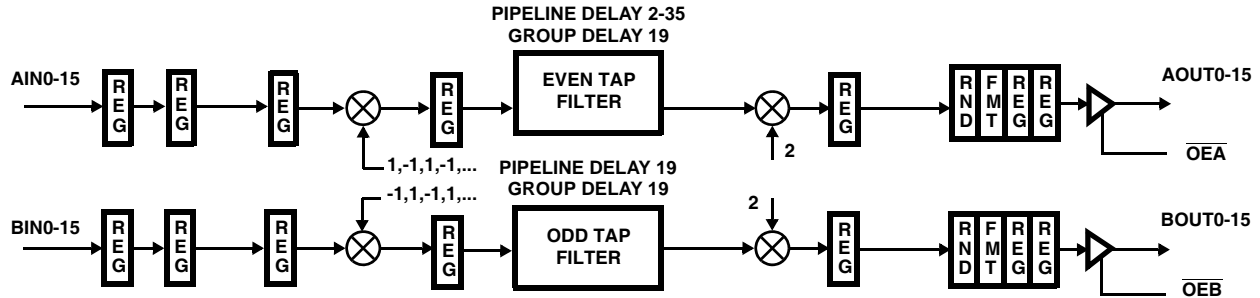 PIPELINE DELAY 2-35
GROUP DELAY 19
AIN0-15
REG
REG
REG
REG
EVEN TAP
FILTER
REG
RND
FMT
REG
REG
AOUT0-15
1,-1,1,-1,...
2
OEA
PIPELINE DELAY 19
GROUP DELAY 19
-1,1,-1,1,...
2
BIN0-15
REG
REG
REG
REG
ODD TAP
FILTER
REG
RND
FMT
REG
REG
BOUT0-15
OEB